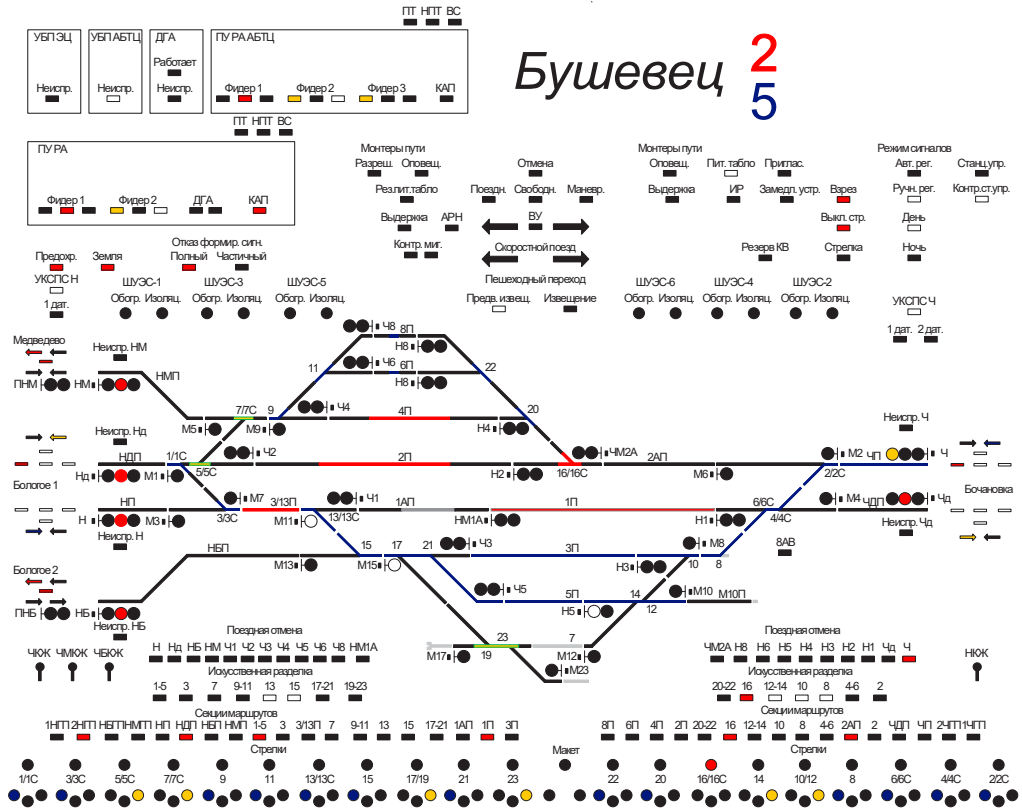 ПТ НПТ ВС
УБП ЭЦ УБП АБТЦ ДГА ПУ РА АБТЦ
Работает
Неиспр. Неиспр. Неиспр. Фидер 1 Фидер 2 Фидер 3 КАП
Бушевец 2
5
ПТ НПТ ВС
ПУ РА
Фидер 1 Фидер 2 ДГА КАП
Монтеры пути Монтеры пути Режим сигналов
Разреш. Оповещ. Отмена Оповещ. Пит. табло Приглас. Авт. рег. Станц.упр.
Рез.пит.табло Поездн. Свободн. Маневр. Выдержка ИР Замедл. устр. Взрез Ручн. рег. Контр.ст.упр.
Выдержка АРН ВУ Выкл. стр. День
Отказ формир. сигн. Контр. миг. Скоростной поезд Резерв КВ Стрелка Ночь
Предохр. Земля Полный Частичный
УКСПС Н ШУЭС-1 ШУЭС-3 ШУЭС-5 Пешеходный переход ШУЭС-6 ШУЭС-4 ШУЭС-2 УКСПС Ч
1 дат. Обогр. Изоляц. Обогр. Изоляц. Обогр. Изоляц. Предв. извещ. Извещение Обогр. Изоляц. Обогр. Изоляц. Обогр. Изоляц.
1 дат. 2 дат.
Ч8 8П
Медведево Неиспр. НМ Н8
ПНМ НМ НМП 11 Ч6 6П 22
Н8
7/7С 9 Ч4 4П 20 Неиспр. Ч
М5 М9 Н4
Неиспр. Нд
НДП 1/1С Ч2 2П ЧМ2А 2АП М2 ЧП Ч
Нд М1 5/5С Н2 16/16С М6 2/2С
Бологое 1
НП М7 3/13П Ч1 1АП 1П 6/6С М4 ЧДП Чд Бочановка
Н М3 3/3С М11 13/13С НМ1А Н1 4/4С
Неиспр. Н Неиспр. Чд
НБП 15 17 21 Ч3 3П М8 8АВ
Бологое 2 М13 М15 Н3 10 8
Ч5 5П 14 М10 М10П
ПНБ НБ Н5 12
Неиспр. НБ
23 7
М17 19 М12
М23
Поездная отмена Поездная отмена
ЧКЖ ЧМКЖ ЧБКЖ Н Нд НБ НМ Ч1 Ч2 Ч3 Ч4 Ч5 Ч6 Ч8 НМ1А ЧМ2А Н8 Н6 Н5 Н4 Н3 Н2 Н1 Чд Ч НКЖ
Искусственная разделка Искусственная разделка
1-5 3 7 9-11 13 15 17-21 19-23 20-22 16 12-14 10 8 4-6 2
Секции маршрутов Секции маршрутов
1НПП 2НПП НБПП НМПП НП НДП НБП НМП 1-5 3 3/13П 7 9-11 13 15 17-21 1АП 1П 3П 8П 6П 4П 2П 20-22 16 12-14 10 8 4-6 2АП 2 ЧДП ЧП 2ЧПП 1ЧПП
Стрелки Макет Стрелки
1/1С 3/3С 5/5С 7/7С 9 11 13/13С 15 17/19 21 23 22 20 16/16С 14 10/12 8 6/6С 4/4С 2/2С